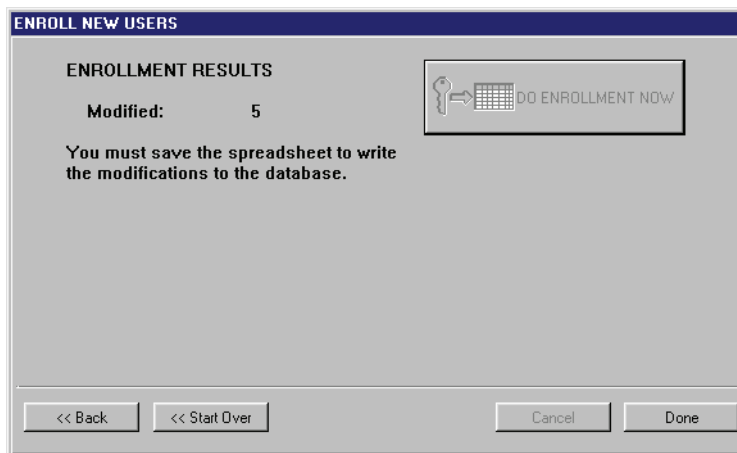 ENROLL NEW USERS
ENROLLMENT RESULTS
DO ENROLLMENT NOW
Modified: 5
You must save the spreadsheet to write
the modifications to the database.
<< Back << Start Over Cancel Done